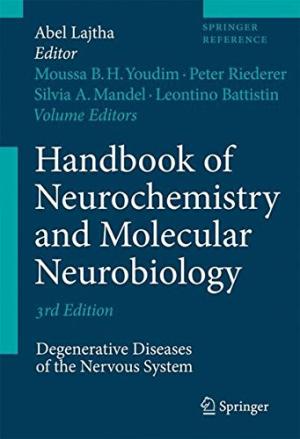 Abel Lajtha
Editor
SPRINGER
REFERENCE
Moussa B. H. Youdim · Peter Riederer
Silvia A. Mandel · Leontino Battistin
Volume Editors
Handbook of
Neurochemistry
and Molecular
Neurobiology
3rd Edition
Degenerative Diseases
of the Nervous System
Springer